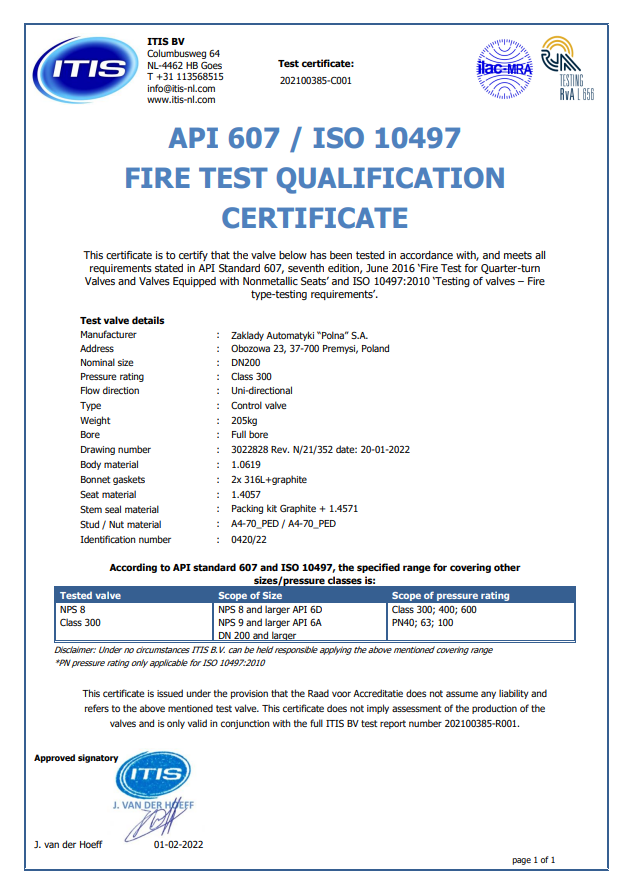 ITIS
ITIS BV
Columbusweg 64
NL-4462 HB Goes
T +31 113568515
info@itis-nl.com
www.itis-nl.com
Test certificate:
202100385-C001
ilac-MRA
RvA
TESTING
RvA L 656
API 607 / ISO 10497
FIRE TEST QUALIFICATION
CERTIFICATE
This certificate is to certify that the valve below has been tested in accordance with, and meets all
requirements stated in API Standard 607, seventh edition, June 2016 ‘Fire Test for Quarter-turn
Valves and Valves Equipped with Nonmetallic Seats’ and ISO 10497:2010 ‘Testing of valves – Fire
type-testing requirements’.
Test valve details
Manufacturer : Zaklady Automatyki “Polna” S.A.
Address : Obozowa 23, 37-700 Premysi, Poland
Nominal size : DN200
Pressure rating : Class 300
Flow direction : Uni-directional
Type : Control valve
Weight : 205kg
Bore : Full bore
Drawing number : 3022828 Rev. N/21/352 date: 20-01-2022
Body material : 1.0619
Bonnet gaskets : 2x 316L+graphite
Seat material : 1.4057
Stem seal material : Packing kit Graphite + 1.4571
Stud / Nut material : A4-70_PED / A4-70_PED
Identification number : 0420/22
According to API standard 607 and ISO 10497, the specified range for covering other
sizes/pressure classes is:
Tested valve Scope of Size Scope of pressure rating
NPS 8 NPS 8 and larger API 6D Class 300; 400; 600
Class 300 NPS 9 and larger API 6A PN40; 63; 100
DN 200 and larger
Disclaimer: Under no circumstances ITIS B.V. can be held responsible applying the above mentioned covering range
*PN pressure rating only applicable for ISO 10497:2010
This certificate is issued under the provision that the Raad voor Accreditatie does not assume any liability and
refers to the above mentioned test valve. This certificate does not imply assessment of the production of the
valves and is only valid in conjunction with the full ITIS BV test report number 202100385-R001.
Approved signatory
ITIS
J. VAN DER HOEFF
J. van der Hoeff 01-02-2022
page 1 of 1